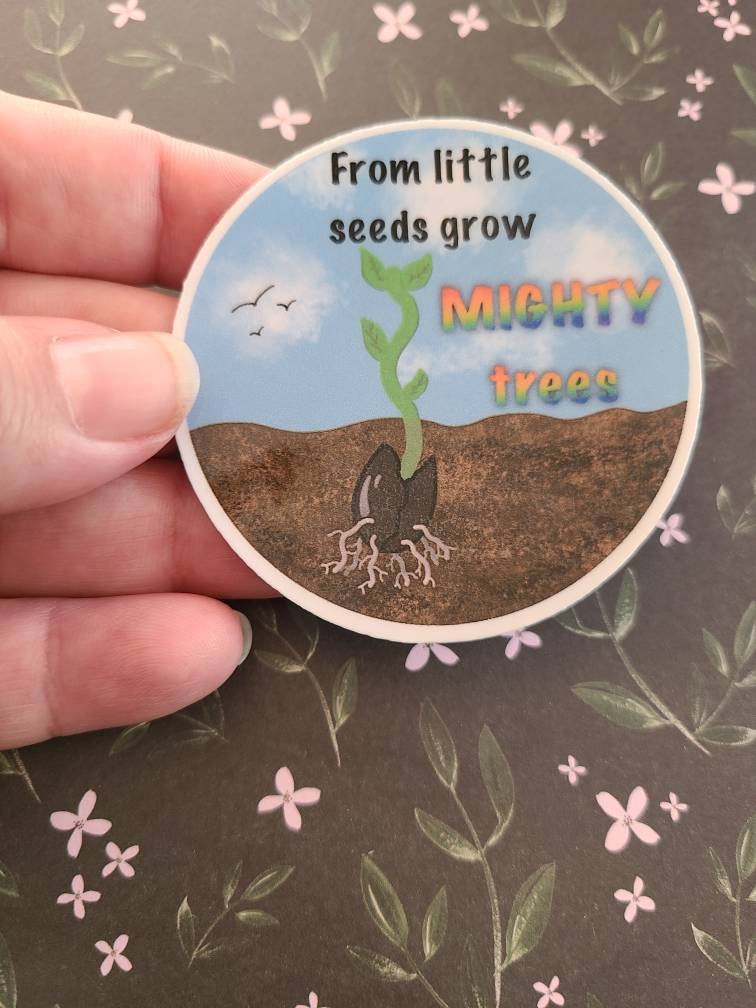 From little
seeds grow
MIGHTY
trees